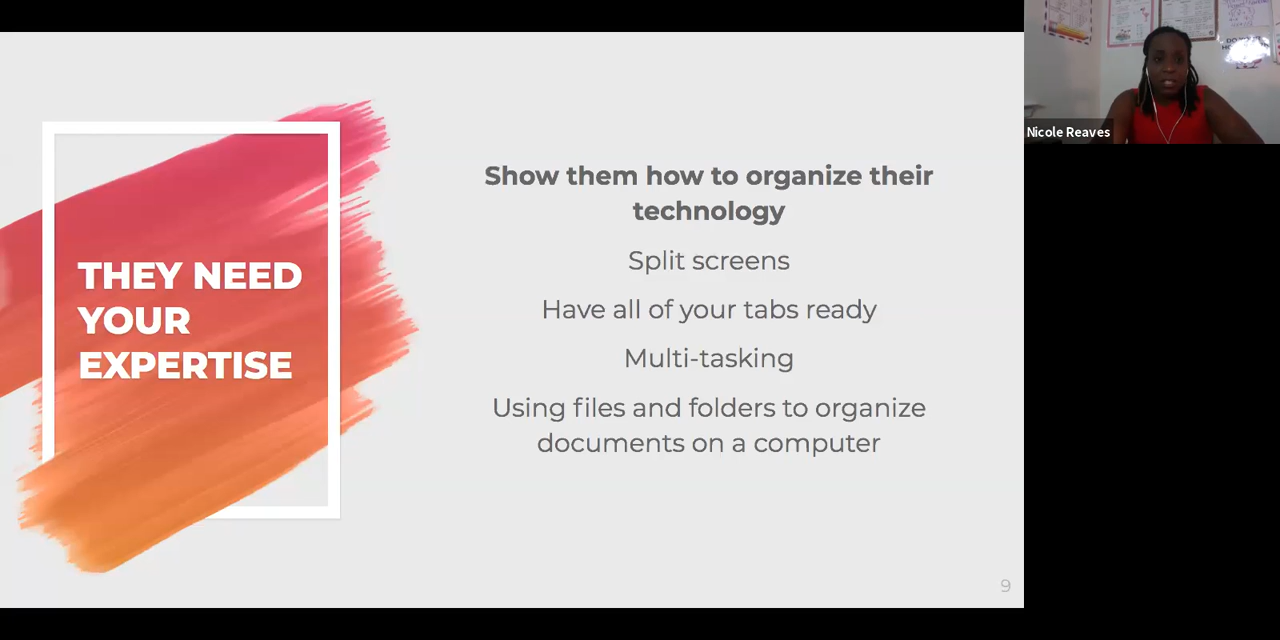 THEY NEED
YOUR
EXPERTISE
Show them how to organize their
technology
Split screens
Have all of your tabs ready
Multi-tasking
Using files and folders to organize
documents on a computer
9
Nicole Reaves